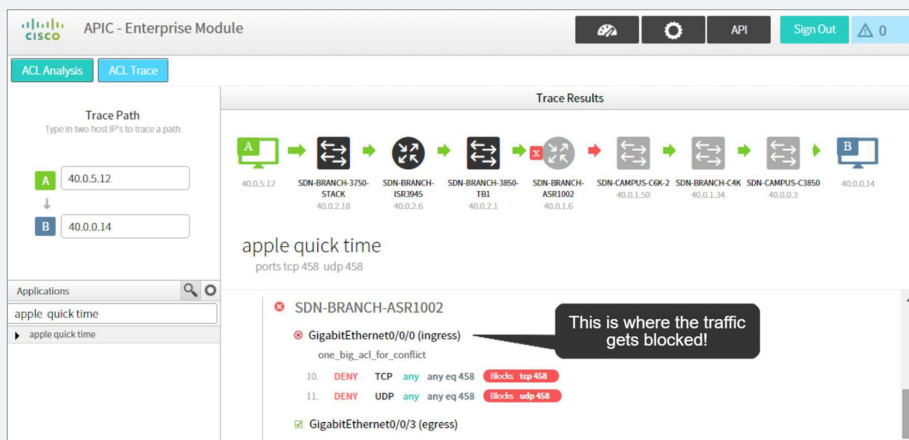 CISCO
APIC - Enterprise Module
API
Sign Out
0
ACL Analysis
ACL Trace
Trace Path
Type in two host IP's to trace a path
A
40.0.5.12
B
40.0.0.14
Trace Results
A
X
B
40.0.5.12
SDN-BRANCH-3750-
STACK
40.0.2.18
SDN-BRANCH-
ISR3945
40.0.2.6
SDN-BRANCH-3850-
TB1
40.0.2.1
SDN-BRANCH-
ASR1002
40.0.1.6
SDN-CAMPUS-C6K-2
40.0.1.50
SDN-BRANCH-C4K
40.0.1.34
SDN-CAMPUS-C3850
40.0.0.3
40.0.0.14
apple quick time
ports tcp 458 udp 458
Applications
apple quick time
apple quick time
SDN-BRANCH-ASR1002
GigabitEthernet0/0/0 (ingress)
one_big_acl_for_conflict
10. DENY TCP any any eq 458 Blocks tcp 458
11. DENY UDP any any eq 458 Blocks udp 458
GigabitEthernet0/0/3 (egress)
This is where the traffic
gets blocked!